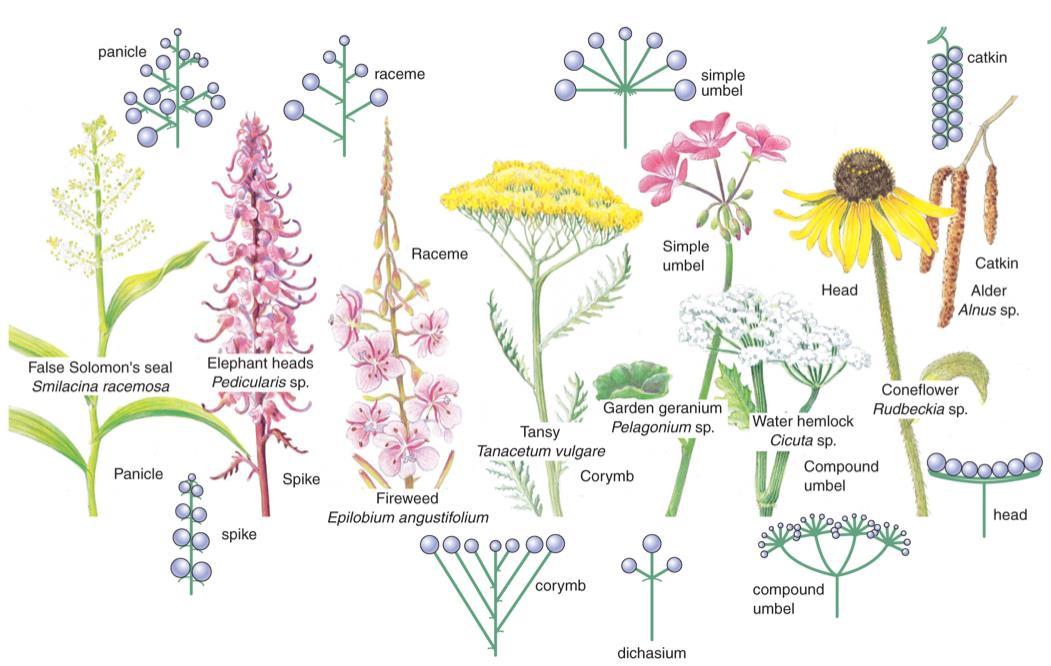 panicle
raceme
simple
umbel
catkin
Raceme
Simple
umbel
Head
Catkin
Alder
Alnus sp.
False Solomon's seal
Smilacina racemosa
Elephant heads
Pedicularis sp.
Coneflower
Rudbeckia sp.
Garden geranium
Pelagonium sp.
Water hemlock
Cicuta sp.
Tansy
Tanacetum vulgare
Panicle
Spike
Corymb
Compound
umbel
Fireweed
Epilobium angustifolium
head
spike
corymb
compound
umbel
dichasium